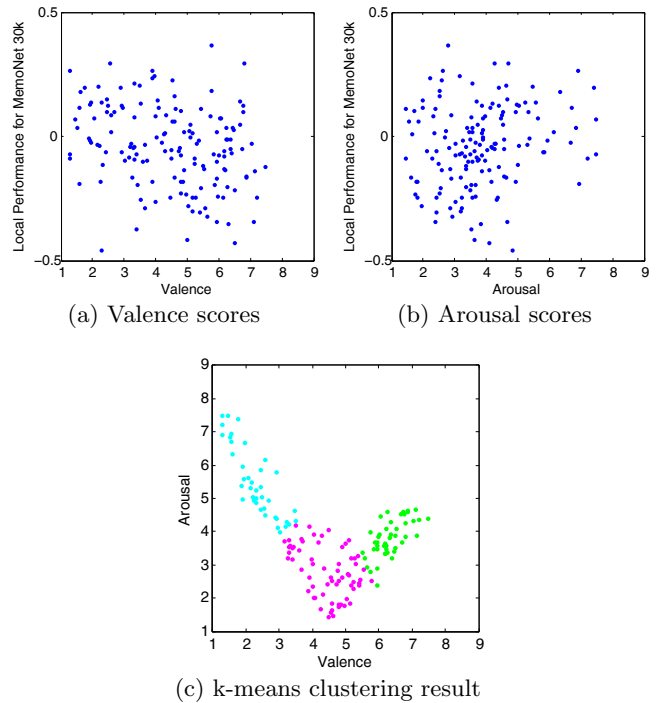 0.5
0
−0.5
Local Performance for MemoNet 30k
1 2 3 4 5 6 7 8 9
Valence
(a) Valence scores
0.5
0
−0.5
Local Performance for MemoNet 30k
1 2 3 4 5 6 7 8 9
Arousal
(b) Arousal scores
9
8
7
6
5
4
3
2
1
Arousal
1 2 3 4 5 6 7 8 9
Valence
(c) k-means clustering result